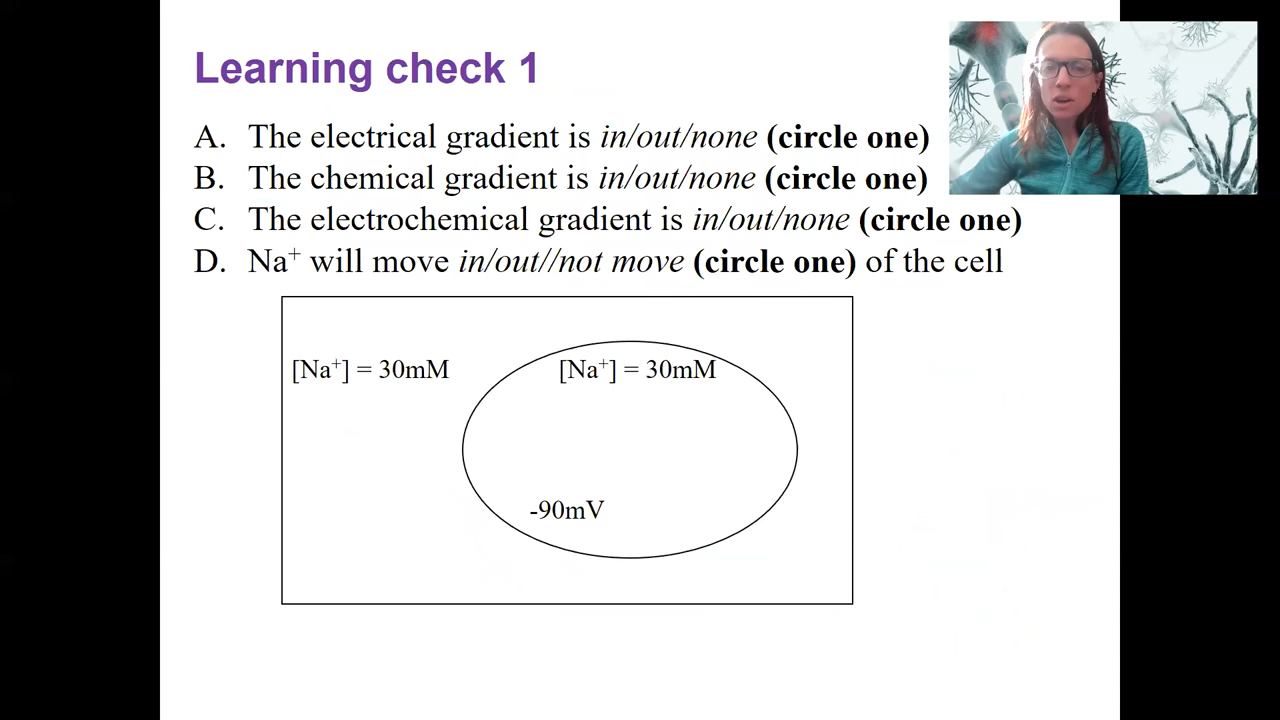 Learning check 1
A. The electrical gradient is in/out/none (circle one)
B. The chemical gradient is in/out/none (circle one)
C. The electrochemical gradient is in/out/none (circle one)
D. Na⁺ will move in/out//not move (circle one) of the cell
[Na⁺] = 30mM
[Na⁺] = 30mM
-90mV